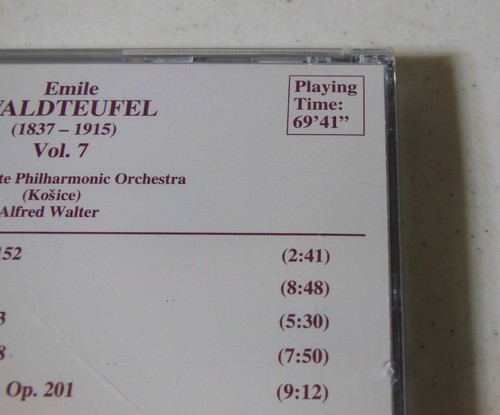 Emile
WALDTEUFEL
(1837 – 1915)
Vol. 7
Playing
Time:
69'41"
Philharmonic Orchestra
(Košice)
Alfred Walter
152 (2:41)
(8:48)
3 (5:30)
8 (7:50)
Op. 201 (9:12)